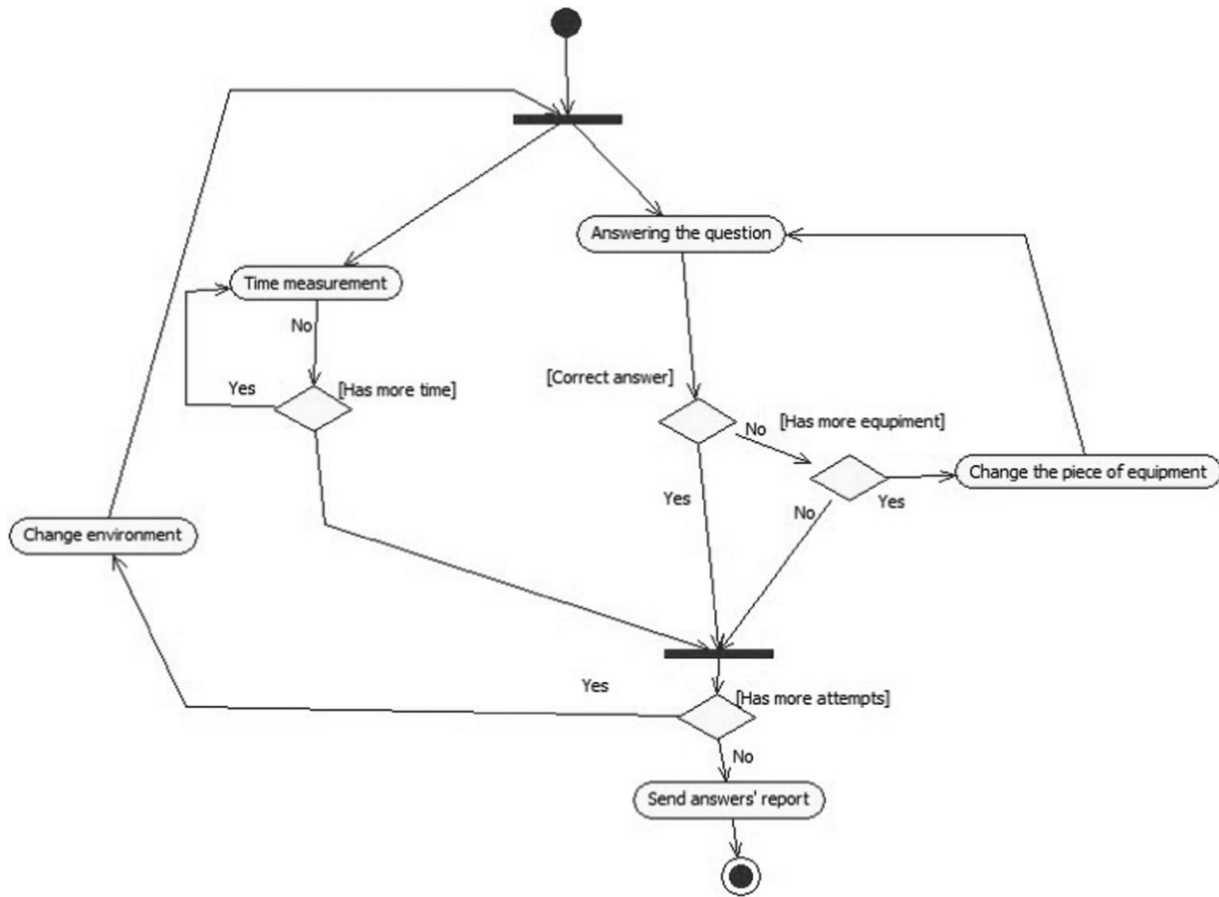 Answering the question
Time measurement
No
[Correct answer]
Yes
[Has more time]
[Has more equpiment]
No
Change the piece of equipment
Yes
Yes
No
Change environment
Yes
[Has more attempts]
No
Send answers' report